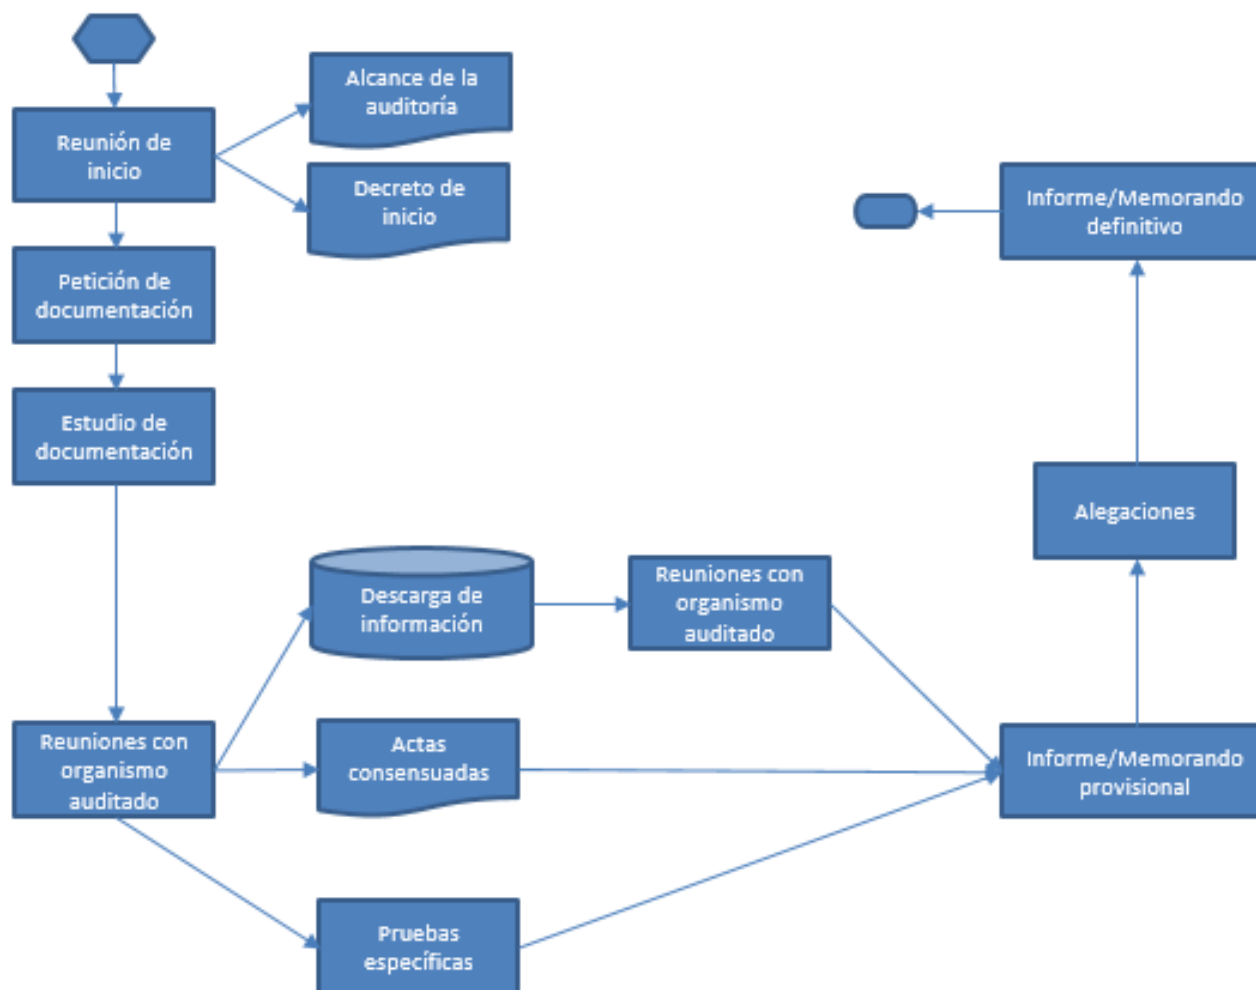 Alcance de la
auditoría
Reunión de
inicio
Decreto de
inicio
Informe/Memorando
definitivo
Petición de
documentación
Estudio de
documentación
Alegaciones
Descarga de
información
Reuniones con
organismo
auditado
Reuniones con
organismo
auditado
Actas
consensuadas
Informe/Memorando
provisional
Pruebas
específicas